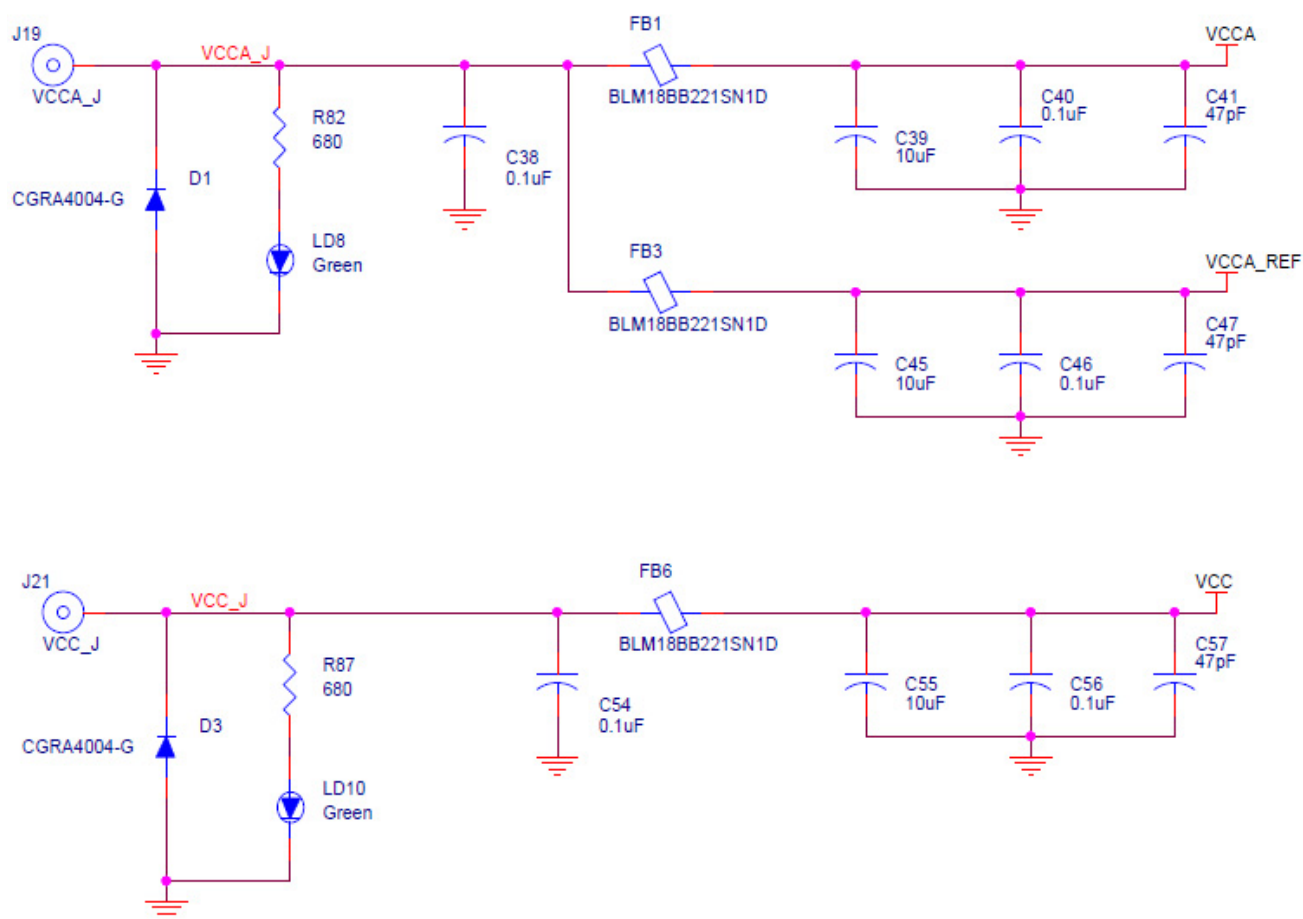 FB1
J19
VCCA_J
VCCA
VCCA_J
BLM18BB221SN1D
R82
680
C38
0.1uF
C39
10uF
C40
0.1uF
C41
47pF
D1
CGRA4004-G
LD8
Green
FB3
VCCA_REF
BLM18BB221SN1D
C45
10uF
C46
0.1uF
C47
47pF
FB6
J21
VCC_J
VCC
VCC_J
BLM18BB221SN1D
R87
680
C54
0.1uF
C55
10uF
C56
0.1uF
C57
47pF
D3
CGRA4004-G
LD10
Green